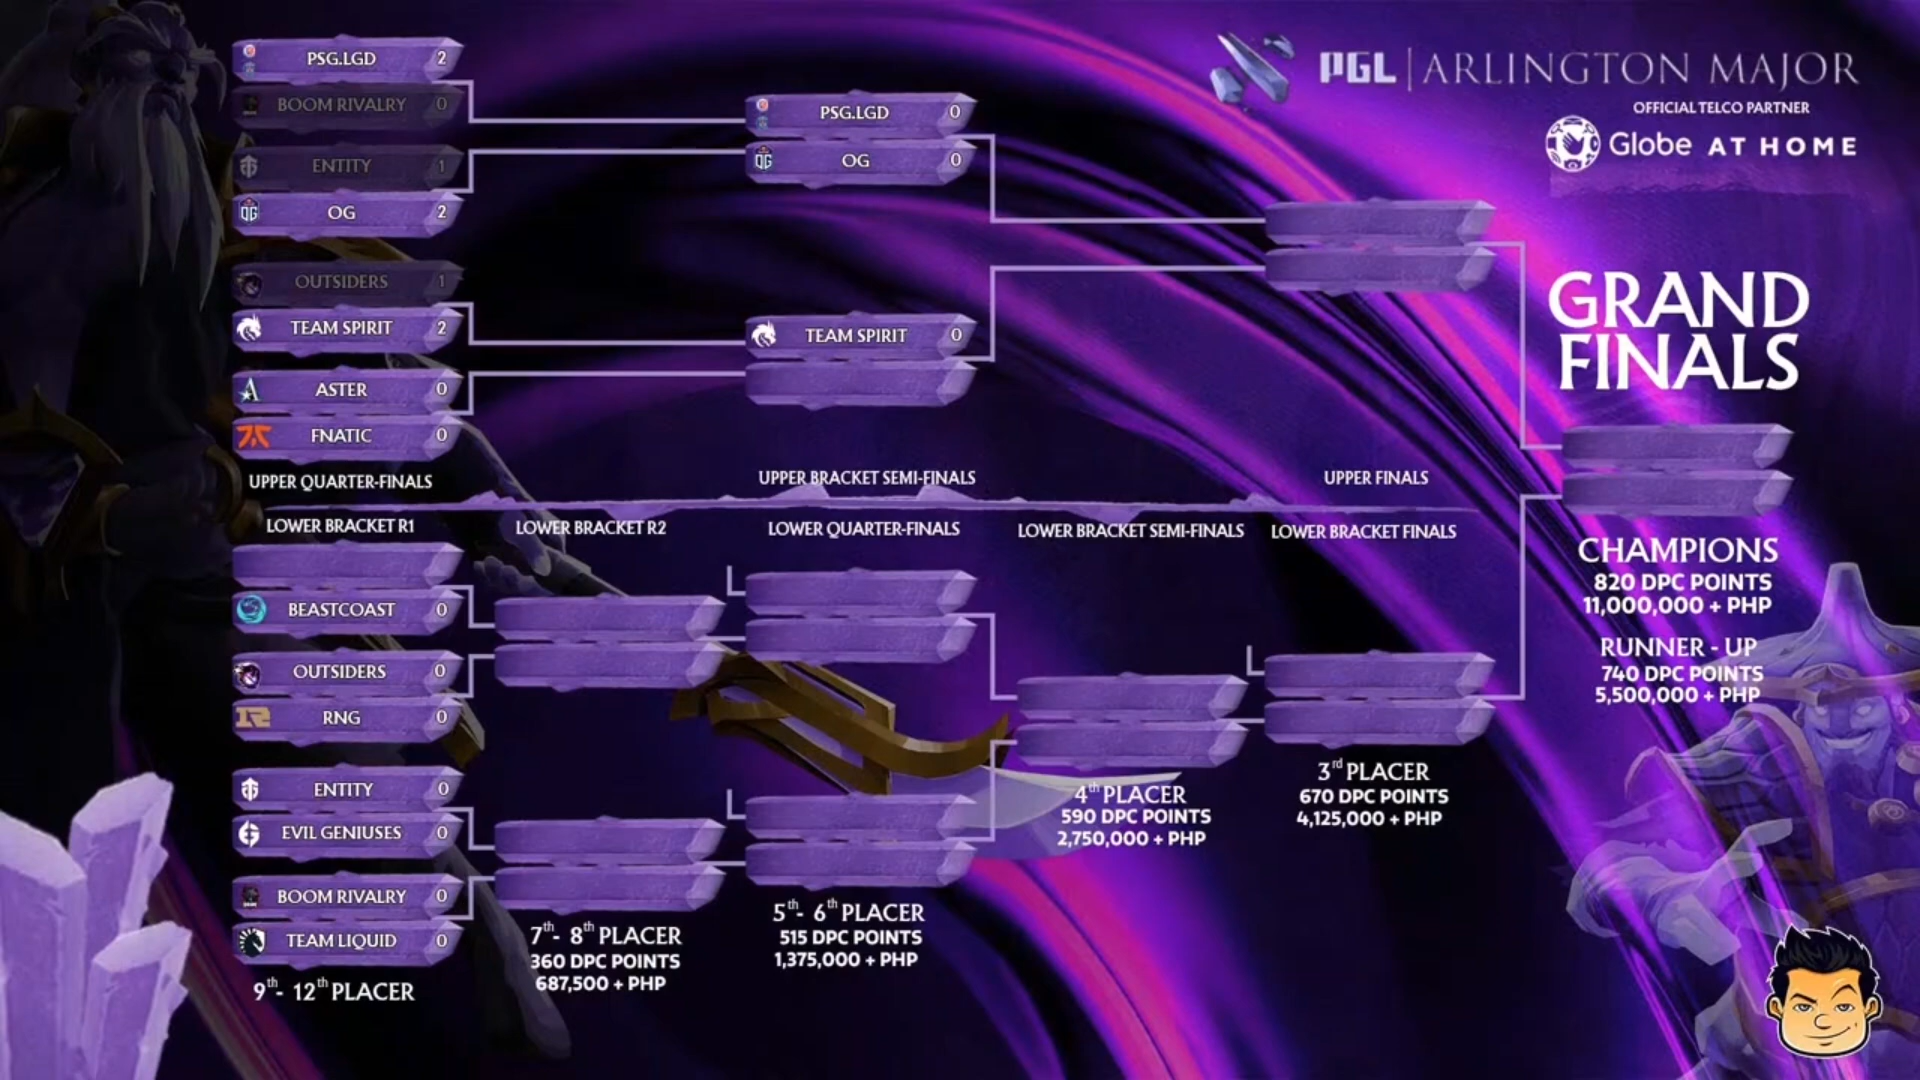 PSG.LGD 2
BOOM RIVALRY 0
ENTITY 1
OG 2
OUTSIDERS 1
TEAM SPIRIT 2
ASTER 0
FNATIC 0
UPPER QUARTER-FINALS
PSG.LGD 0
OG 0
TEAM SPIRIT 0
UPPER BRACKET SEMI-FINALS
UPPER FINALS
PGL | ARLINGTON MAJOR
OFFICIAL TELCO PARTNER
Globe AT HOME
GRAND
FINALS
CHAMPIONS
820 DPC POINTS
11,000,000 + PHP
RUNNER - UP
740 DPC POINTS
5,500,000 + PHP
LOWER BRACKET R1
LOWER BRACKET R2
LOWER QUARTER-FINALS
LOWER BRACKET SEMI-FINALS
LOWER BRACKET FINALS
BEASTCOAST 0
OUTSIDERS 0
RNG 0
ENTITY 0
EVIL GENIUSES 0
BOOM RIVALRY 0
TEAM LIQUID 0
9th- 12th PLACER
7th- 8th PLACER
360 DPC POINTS
687,500 + PHP
5th- 6th PLACER
515 DPC POINTS
1,375,000 + PHP
4th PLACER
590 DPC POINTS
2,750,000 + PHP
3rd PLACER
670 DPC POINTS
4,125,000 + PHP